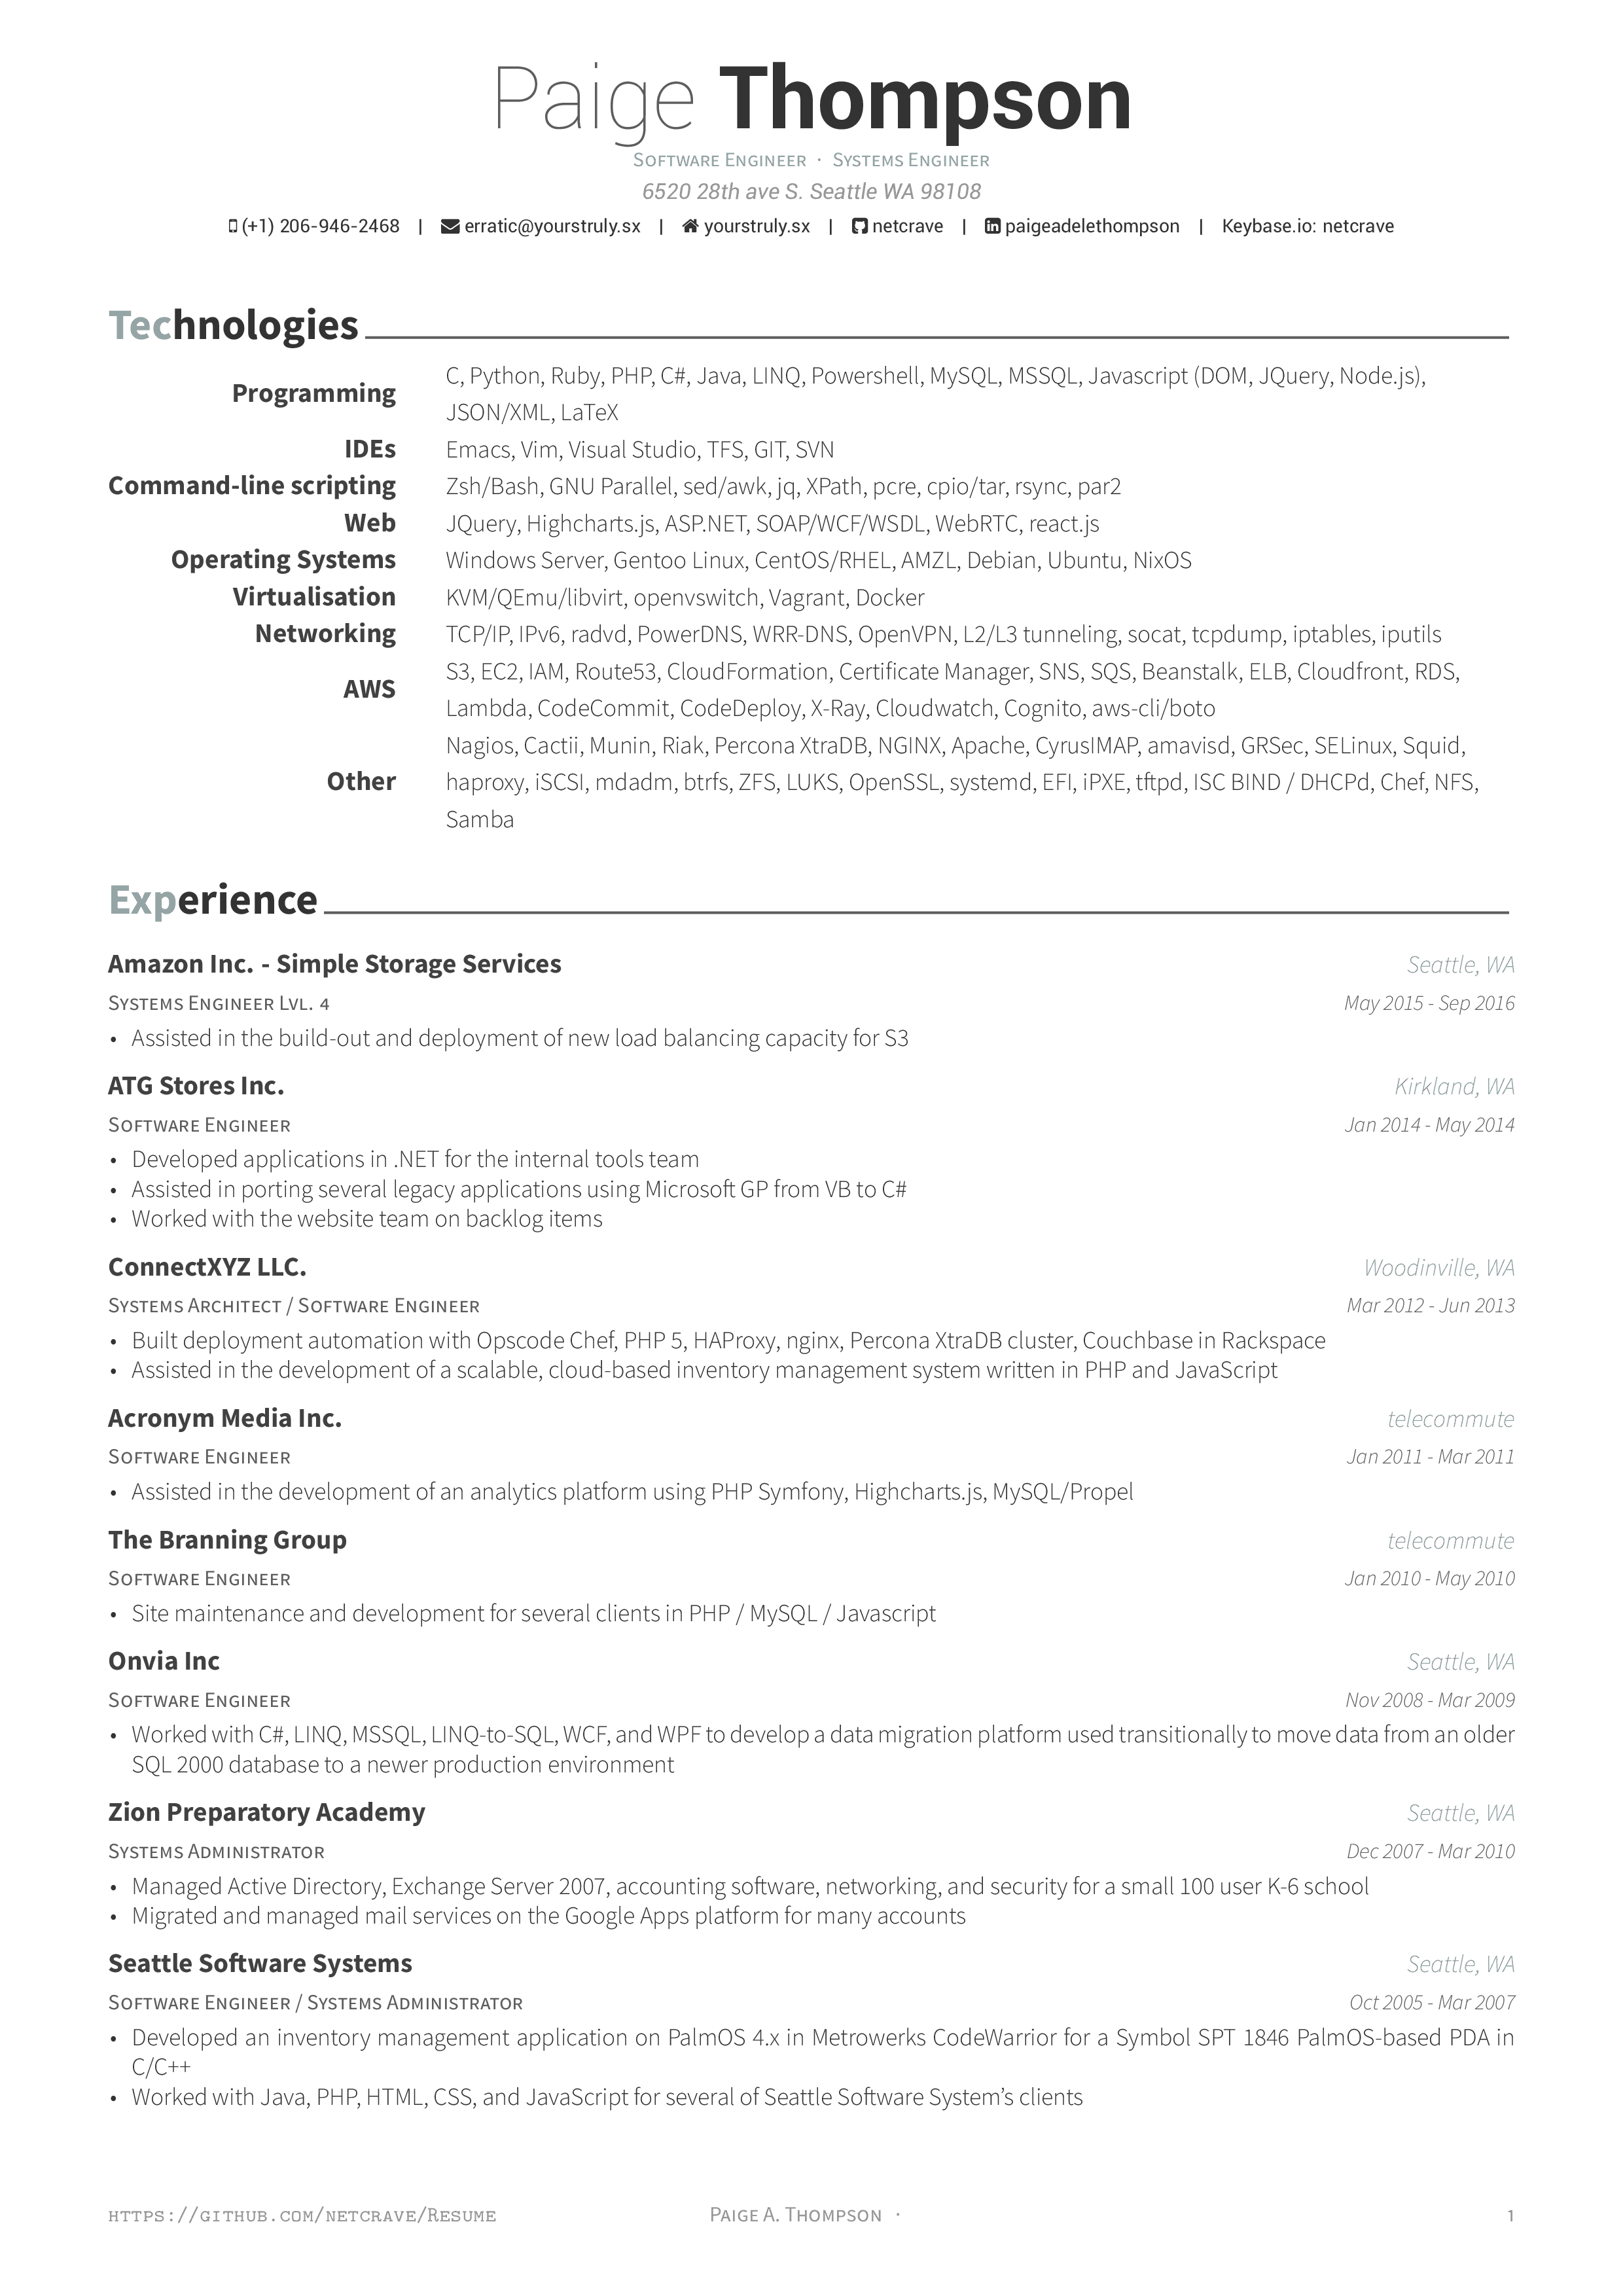 Paige Thompson
Software Engineer · Systems Engineer
6520 28th ave S. Seattle WA 98108
(+1) 206-946-2468 | erratic@yourstruly.sx | yourstruly.sx | netcrave | paigeadelethompson | Keybase.io: netcrave
Technologies
Programming
C, Python, Ruby, PHP, C#, Java, LINQ, Powershell, MySQL, MSSQL, Javascript (DOM, JQuery, Node.js),
JSON/XML, LaTeX
IDEs Emacs, Vim, Visual Studio, TFS, GIT, SVN
Command-line scripting Zsh/Bash, GNU Parallel, sed/awk, jq, XPath, pcre, cpio/tar, rsync, par2
Web JQuery, Highcharts.js, ASP.NET, SOAP/WCF/WSDL, WebRTC, react.js
Operating Systems Windows Server, Gentoo Linux, CentOS/RHEL, AMZL, Debian, Ubuntu, NixOS
Virtualisation KVM/QEmu/libvirt, openvswitch, Vagrant, Docker
Networking TCP/IP, IPv6, radvd, PowerDNS, WRR-DNS, OpenVPN, L2/L3 tunneling, socat, tcpdump, iptables, iputils
AWS
S3, EC2, IAM, Route53, CloudFormation, Certificate Manager, SNS, SQS, Beanstalk, ELB, Cloudfront, RDS,
Lambda, CodeCommit, CodeDeploy, X-Ray, Cloudwatch, Cognito, aws-cli/boto
Other
Nagios, Cactii, Munin, Riak, Percona XtraDB, NGINX, Apache, CyrusIMAP, amavisd, GRSec, SELinux, Squid,
haproxy, iSCSI, mdadm, btrfs, ZFS, LUKS, OpenSSL, systemd, EFI, iPXE, tftpd, ISC BIND / DHCPd, Chef, NFS,
Samba
Experience
Amazon Inc. - Simple Storage Services Seattle, WA
Systems Engineer Lvl. 4 May 2015 - Sep 2016
• Assisted in the build-out and deployment of new load balancing capacity for S3
ATG Stores Inc. Kirkland, WA
Software Engineer Jan 2014 - May 2014
• Developed applications in .NET for the internal tools team
• Assisted in porting several legacy applications using Microsoft GP from VB to C#
• Worked with the website team on backlog items
ConnectXYZ LLC. Woodinville, WA
Systems Architect / Software Engineer Mar 2012 - Jun 2013
• Built deployment automation with Opscode Chef, PHP 5, HAProxy, nginx, Percona XtraDB cluster, Couchbase in Rackspace
• Assisted in the development of a scalable, cloud-based inventory management system written in PHP and JavaScript
Acronym Media Inc. telecommute
Software Engineer Jan 2011 - Mar 2011
• Assisted in the development of an analytics platform using PHP Symfony, Highcharts.js, MySQL/Propel
The Branning Group telecommute
Software Engineer Jan 2010 - May 2010
• Site maintenance and development for several clients in PHP / MySQL / Javascript
Onvia Inc Seattle, WA
Software Engineer Nov 2008 - Mar 2009
• Worked with C#, LINQ, MSSQL, LINQ-to-SQL, WCF, and WPF to develop a data migration platform used transitionally to move data from an older
SQL 2000 database to a newer production environment
Zion Preparatory Academy Seattle, WA
Systems Administrator Dec 2007 - Mar 2010
• Managed Active Directory, Exchange Server 2007, accounting software, networking, and security for a small 100 user K-6 school
• Migrated and managed mail services on the Google Apps platform for many accounts
Seattle Software Systems Seattle, WA
Software Engineer / Systems Administrator Oct 2005 - Mar 2007
• Developed an inventory management application on PalmOS 4.x in Metrowerks CodeWarrior for a Symbol SPT 1846 PalmOS-based PDA in
C/C++
• Worked with Java, PHP, HTML, CSS, and JavaScript for several of Seattle Software System's clients
https://github.com/netcrave/Resume Paige A. Thompson · 1